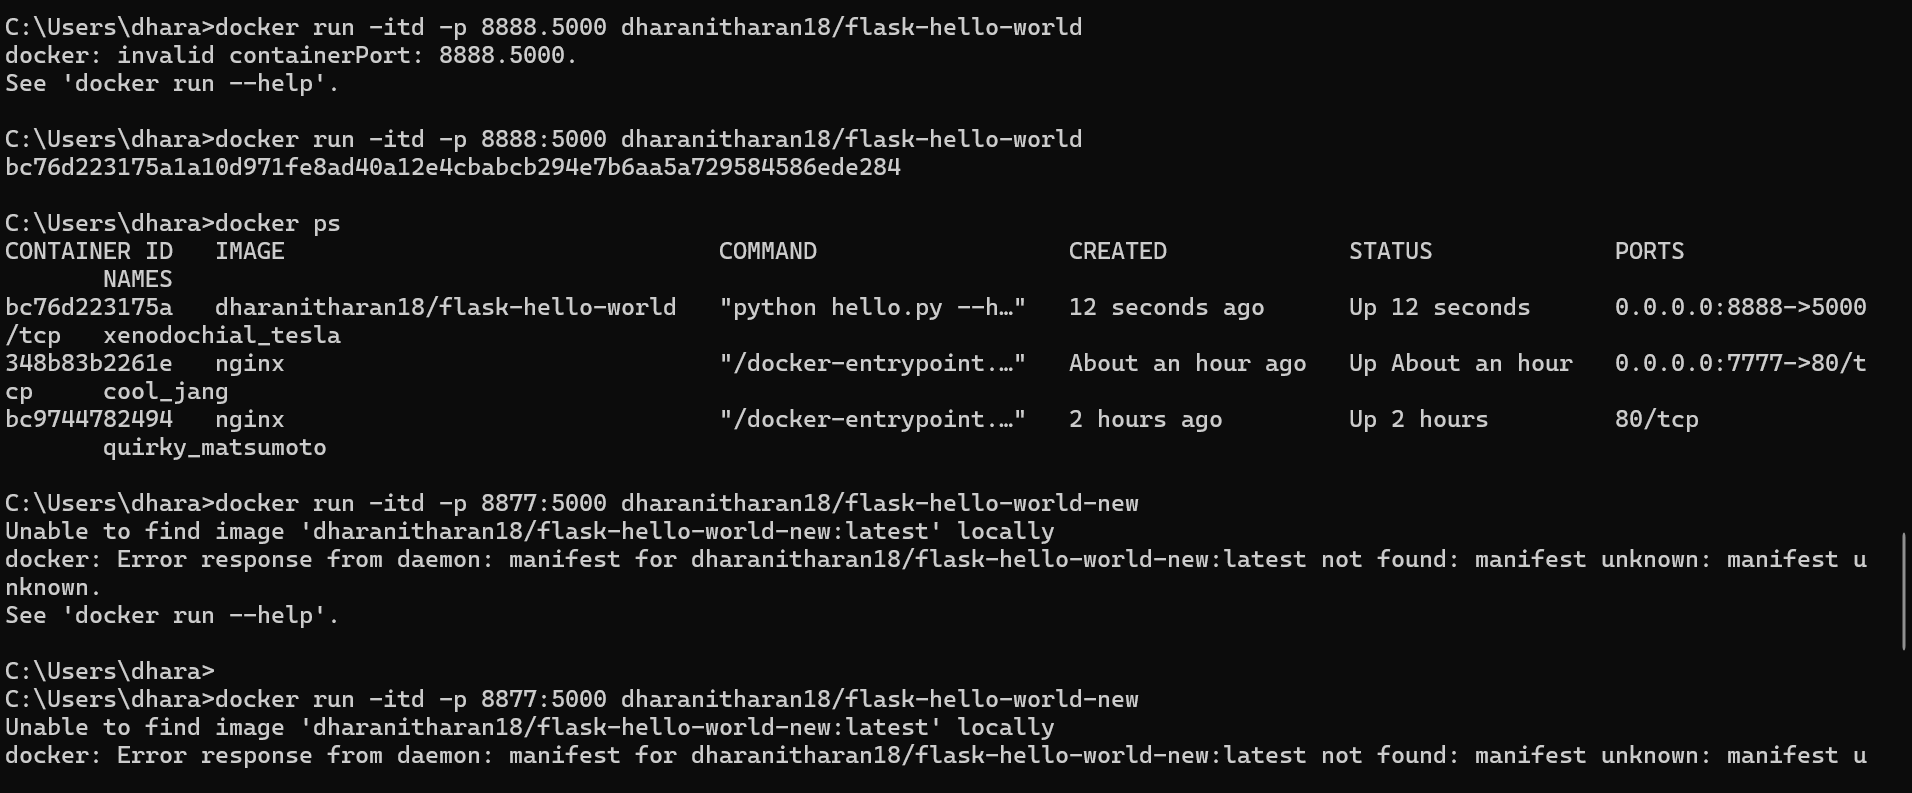 C:\Users\dhara>docker run -itd -p 8888.5000 dharanitharan18/flask-hello-world
docker: invalid containerPort: 8888.5000.
See 'docker run --help'.
C:\Users\dhara>docker run -itd -p 8888:5000 dharanitharan18/flask-hello-world
bc76d223175a1a10d971fe8ad40a12e4cbabcb294e7b6aa5a729584586ede284
C:\Users\dhara>docker ps
CONTAINER ID   IMAGE                               COMMAND                  CREATED             STATUS             PORTS
       NAMES
bc76d223175a   dharanitharan18/flask-hello-world   "python hello.py --h…"   12 seconds ago      Up 12 seconds      0.0.0.0:8888->5000
/tcp   xenodochial_tesla
348b83b2261e   nginx                               "/docker-entrypoint.…"   About an hour ago   Up About an hour   0.0.0.0:7777->80/t
cp     cool_jang
bc9744782494   nginx                               "/docker-entrypoint.…"   2 hours ago         Up 2 hours         80/tcp
       quirky_matsumoto
C:\Users\dhara>docker run -itd -p 8877:5000 dharanitharan18/flask-hello-world-new
Unable to find image 'dharanitharan18/flask-hello-world-new:latest' locally
docker: Error response from daemon: manifest for dharanitharan18/flask-hello-world-new:latest not found: manifest unknown: manifest u
nknown.
See 'docker run --help'.
C:\Users\dhara>
C:\Users\dhara>docker run -itd -p 8877:5000 dharanitharan18/flask-hello-world-new
Unable to find image 'dharanitharan18/flask-hello-world-new:latest' locally
docker: Error response from daemon: manifest for dharanitharan18/flask-hello-world-new:latest not found: manifest unknown: manifest u